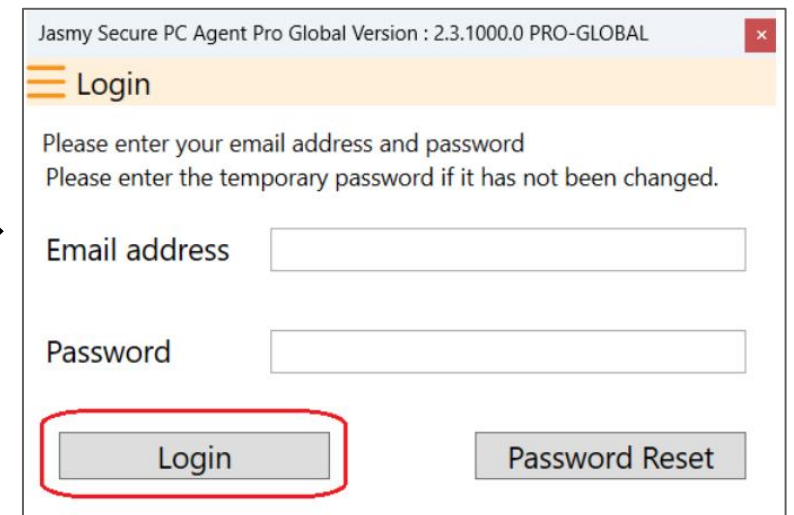 Jasmy Secure PC Agent Pro Global Version : 2.3.1000.0 PRO-GLOBAL
Login
Please enter your email address and password
Please enter the temporary password if it has not been changed.
Email address
Password
Login Password Reset